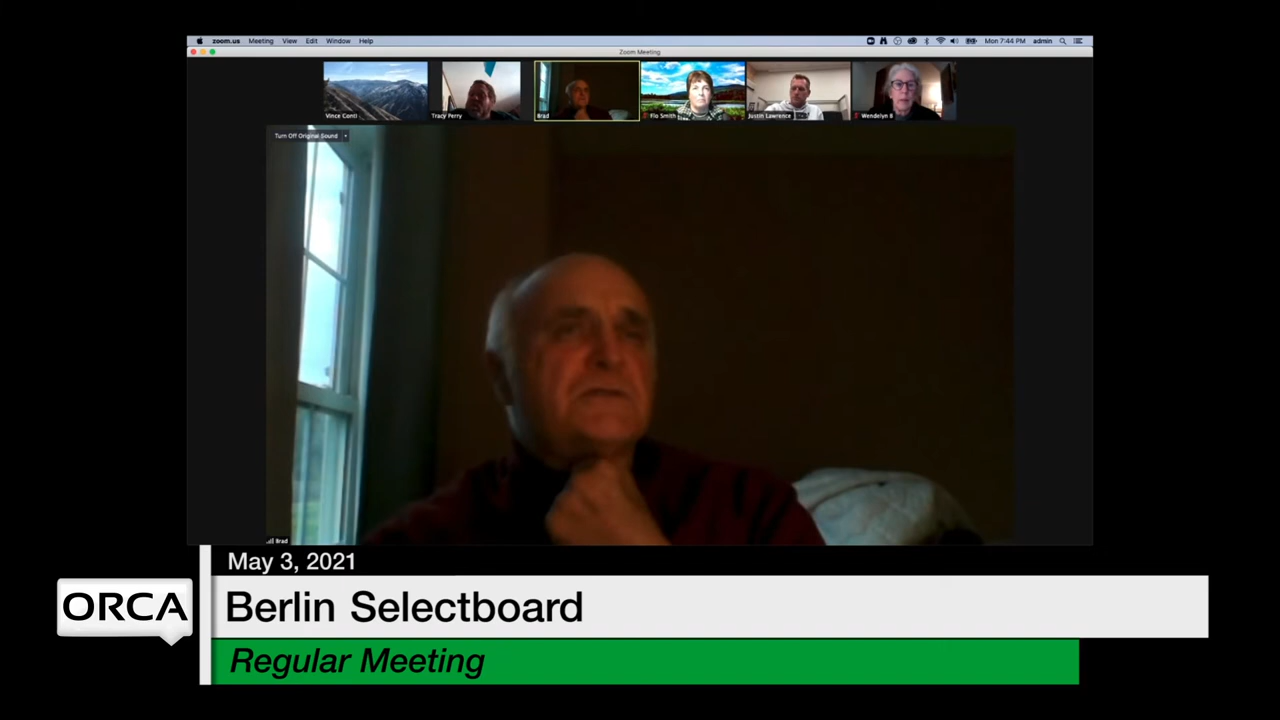 zoom.us Meeting View Edit Window Help Mon 7:44 PM admin
Zoom Meeting
Vince Conti Tracy Perry Brad Flo Smith Justin Lawrence Wendelyn B
Turn Off Original Sound
Brad
May 3, 2021
ORCA
Berlin Selectboard
Regular Meeting